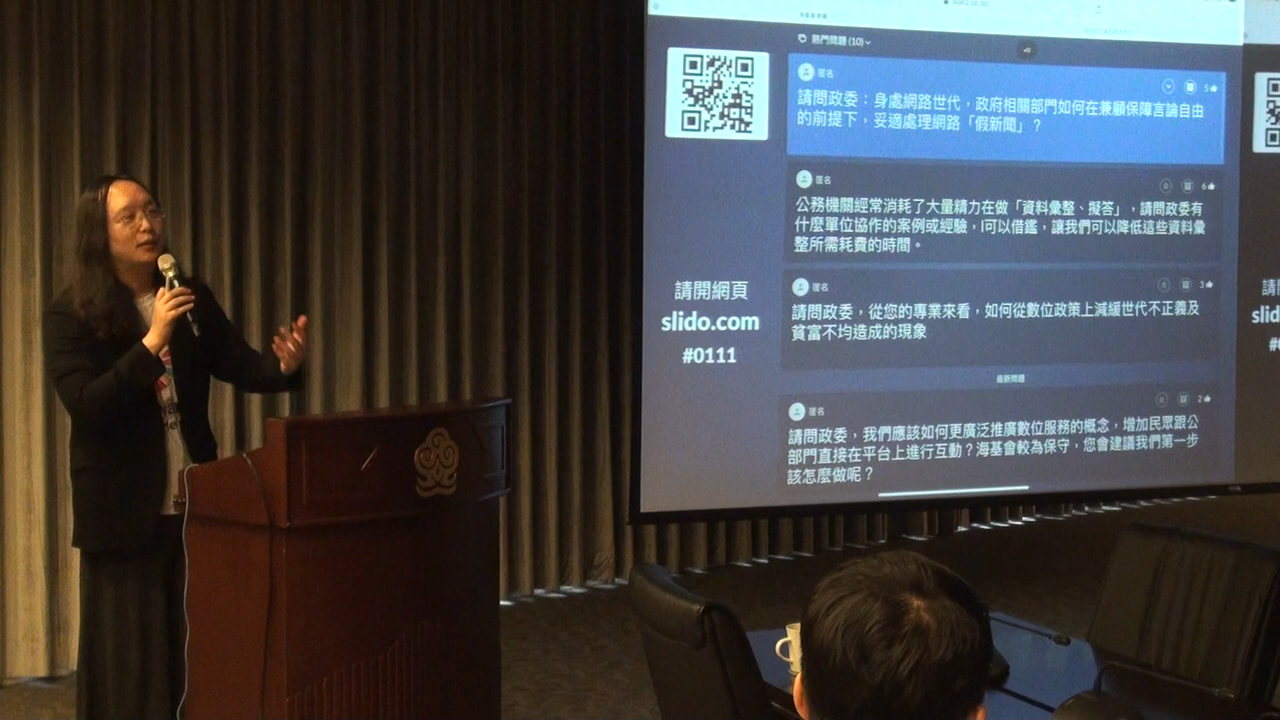 熱門問題 (10)
匿名
5
請問政委：身處網路世代，政府相關部門如何在兼顧保障言論自由
的前提下，妥適處理網路「假新聞」？
匿名
6
公務機關經常消耗了大量精力在做「資料彙整、擬答」，請問政委有
什麼單位協作的案例或經驗，I可以借鑑，讓我們可以降低這些資料彙
整所需耗費的時間。
匿名
3
請問政委，從您的專業來看，如何從數位政策上減緩世代不正義及
貧富不均造成的現象
最新問題
匿名
2
請問政委，我們應該如何更廣泛推廣數位服務的概念，增加民眾跟公
部門直接在平台上進行互動？海基會較為保守，您會建議我們第一步
該怎麼做呢？
請開網頁
slido.com
#0111
請
slid